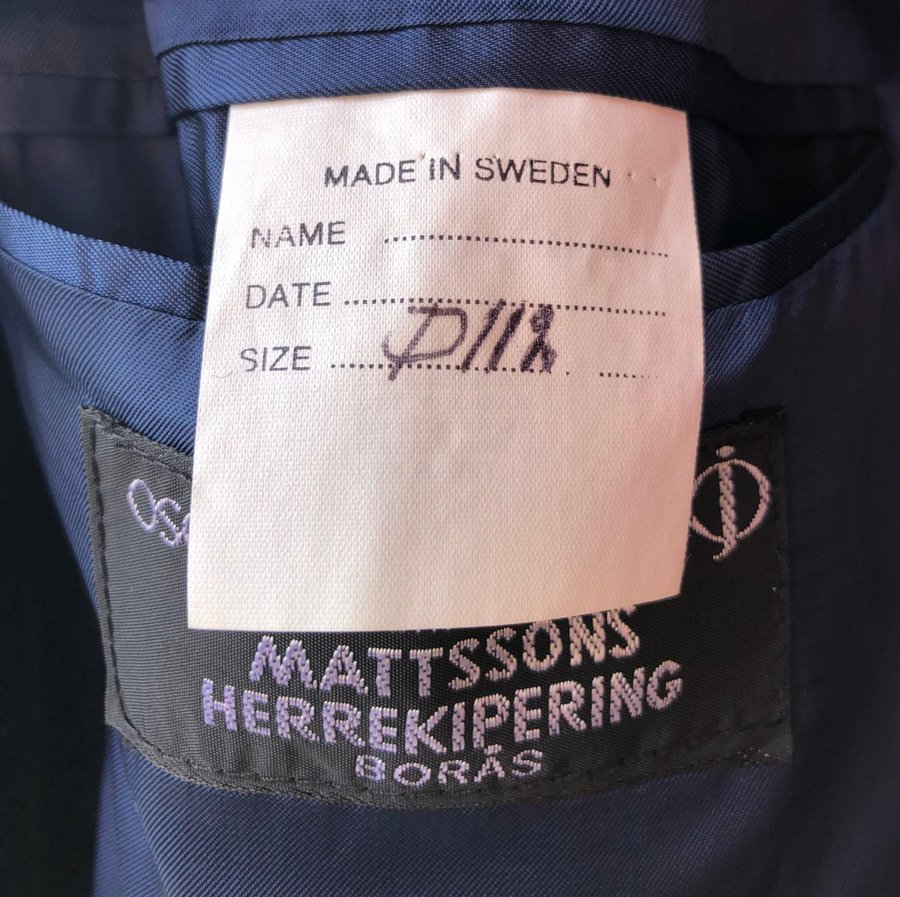 MADE IN SWEDEN
NAME ..............................
DATE ..............................
SIZE ..............................
MATTSSONS
HERREKIPERING
BORÅS